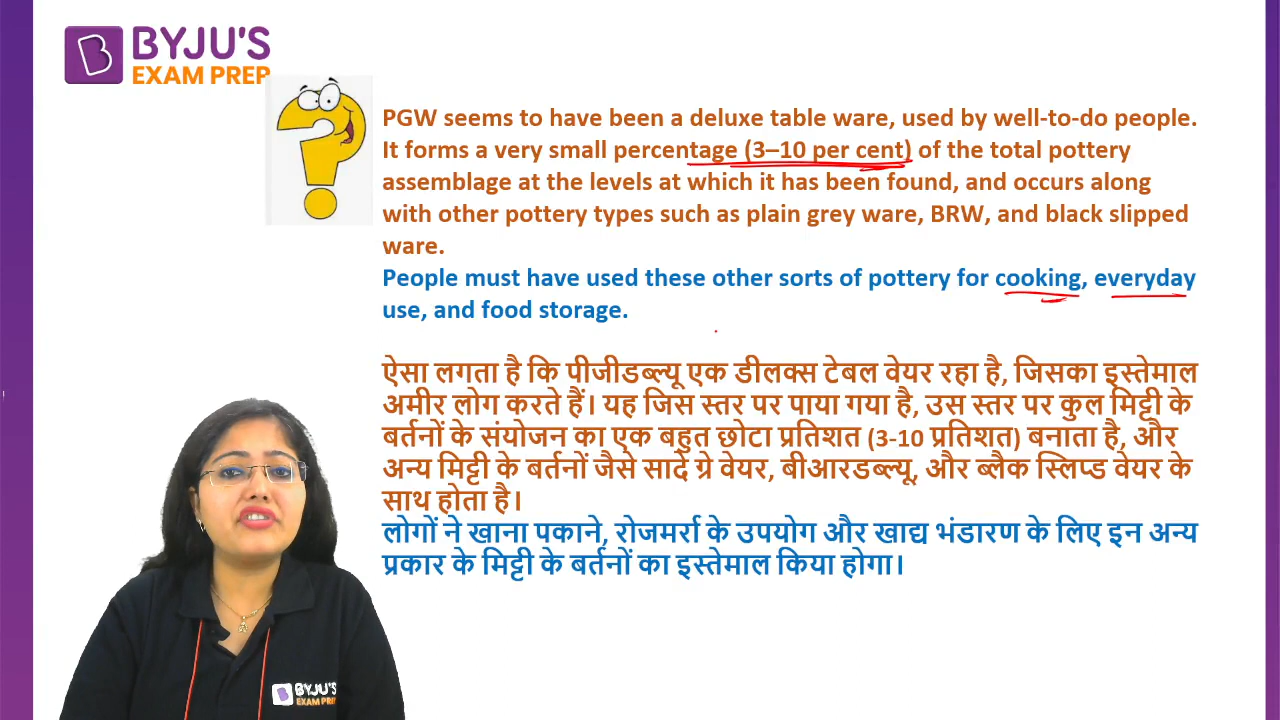 BYJU'S
EXAM PREP
PGW seems to have been a deluxe table ware, used by well-to-do people.
It forms a very small percentage (3–10 per cent) of the total pottery
assemblage at the levels at which it has been found, and occurs along
with other pottery types such as plain grey ware, BRW, and black slipped
ware.
People must have used these other sorts of pottery for cooking, everyday
use, and food storage.
ऐसा लगता है कि पीजीडब्ल्यू एक डीलक्स टेबल वेयर रहा है, जिसका इस्तेमाल
अमीर लोग करते हैं। यह जिस स्तर पर पाया गया है, उस स्तर पर कुल मिट्टी के
बर्तनों के संयोजन का एक बहुत छोटा प्रतिशत (3-10 प्रतिशत) बनाता है, और
अन्य मिट्टी के बर्तनों जैसे सादे ग्रे वेयर, बीआरडब्ल्यू, और ब्लैक स्लिप्ड वेयर के
साथ होता है।
लोगों ने खाना पकाने, रोजमर्रा के उपयोग और खाद्य भंडारण के लिए इन अन्य
प्रकार के मिट्टी के बर्तनों का इस्तेमाल किया होगा।
BYJU'S
EXAM PREP